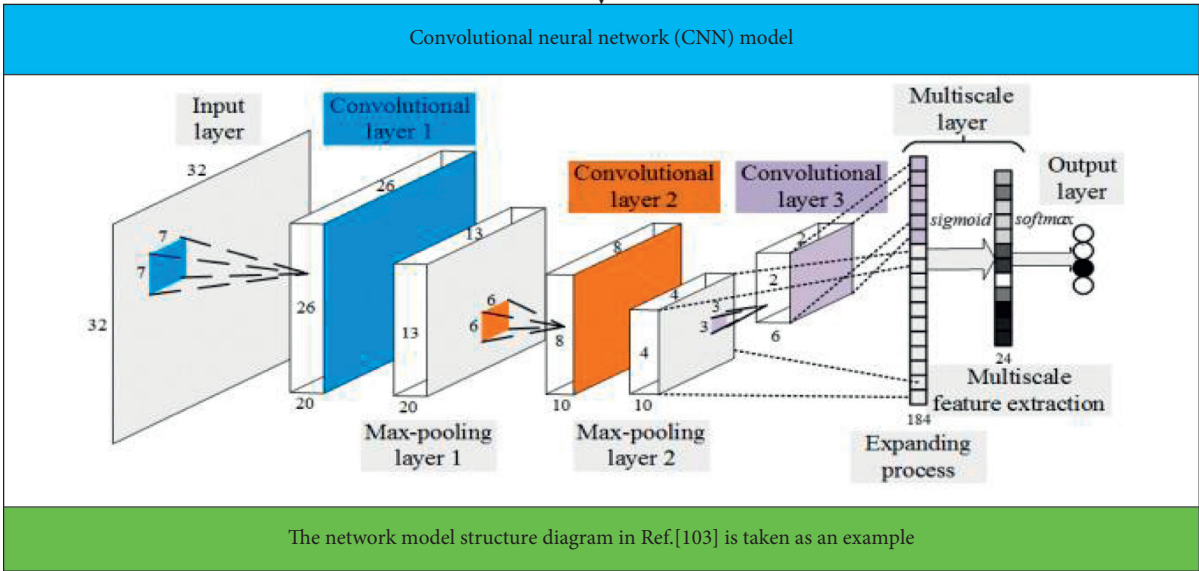 Convolutional neural network (CNN) model
Input
layer
Convolutional
layer 1
Convolutional
layer 2
Convolutional
layer 3
Multiscale
layer
Output
layer
32
32
7
7
26
26
20
13
13
20
6
6
8
8
10
4
4
10
3
3
2
2
6
sigmoid
softmax
184
24
Max-pooling
layer 1
Max-pooling
layer 2
Expanding
process
Multiscale
feature extraction
The network model structure diagram in Ref.[103] is taken as an example